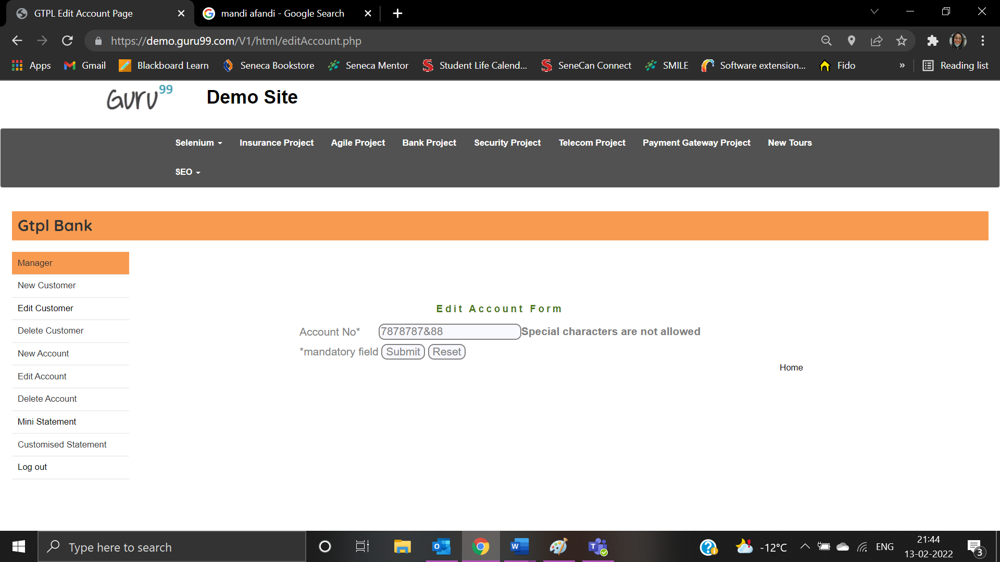 GTPL Edit Account Page
mandi afandi - Google Search
https://demo.guru99.com/V1/html/editAccount.php
Apps
Gmail
Blackboard Learn
Seneca Bookstore
Seneca Mentor
Student Life Calend...
SeneCan Connect
SMILE
Software extension...
Fido
»
Reading list
Guru99
Demo Site
Selenium
Insurance Project
Agile Project
Bank Project
Security Project
Telecom Project
Payment Gateway Project
New Tours
SEO
Gtpl Bank
Manager
New Customer
Edit Customer
Delete Customer
New Account
Edit Account
Delete Account
Mini Statement
Customised Statement
Log out
Edit Account Form
Account No* 7878787&88 Special characters are not allowed
*mandatory field Submit Reset
Home
Type here to search
-12°C
ENG
21:44
13-02-2022
3